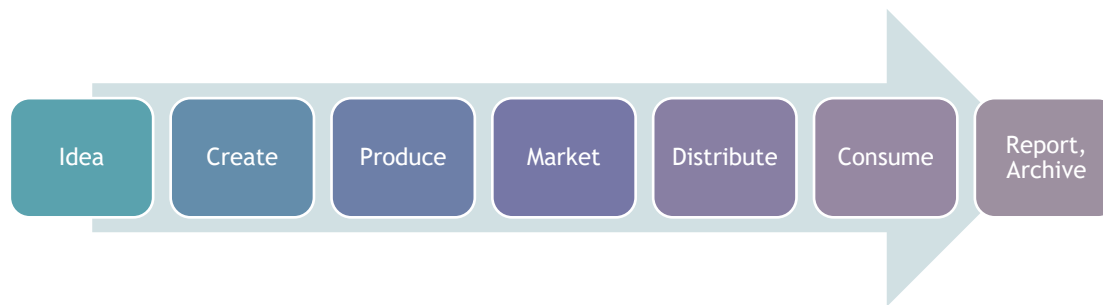 Idea
Create
Produce
Market
Distribute
Consume
Report,
Archive